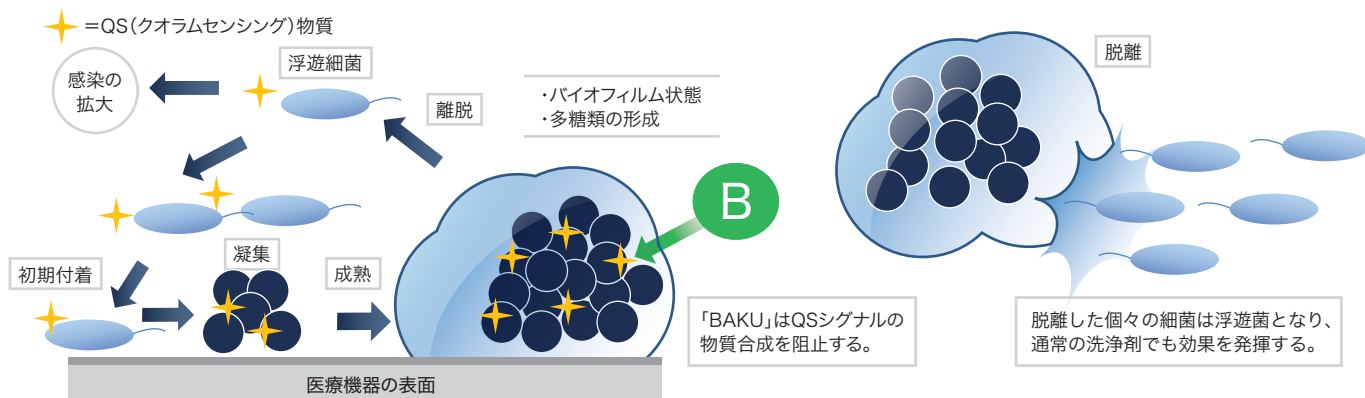 =QS(クオラムセンシング)物質
感染の
拡大
浮遊細菌
離脱
・バイオフィルム状態
・多糖類の形成
B
初期付着
凝集
成熟
「BAKU」はQSシグナルの
物質合成を阻止する。
医療機器の表面
脱離
脱離した個々の細菌は浮遊菌となり、
通常の洗浄剤でも効果を発揮する。